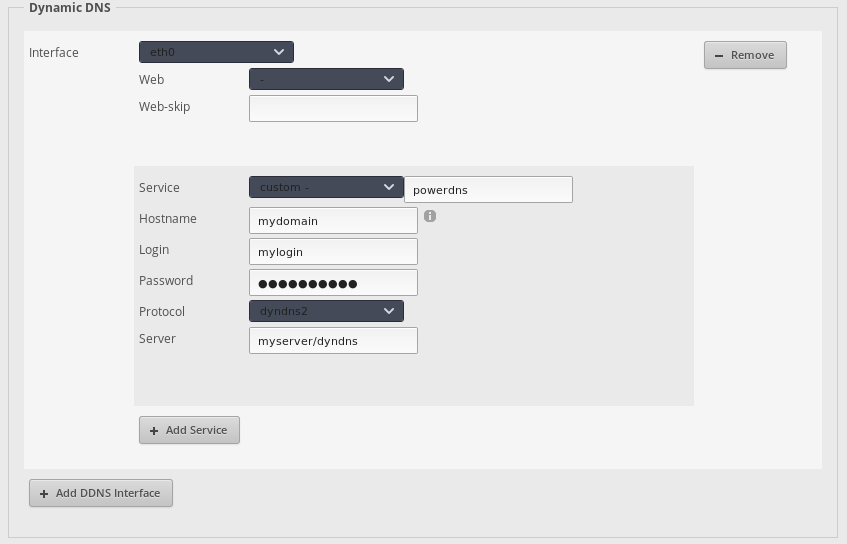 Dynamic DNS
Interface eth0 Remove
Web -
Web-skip
Service custom - powerdns
Hostname mydomain
Login mylogin
Password ●●●●●●●●●●
Protocol dyndns2
Server myserver/dyndns
Add Service
Add DDNS Interface